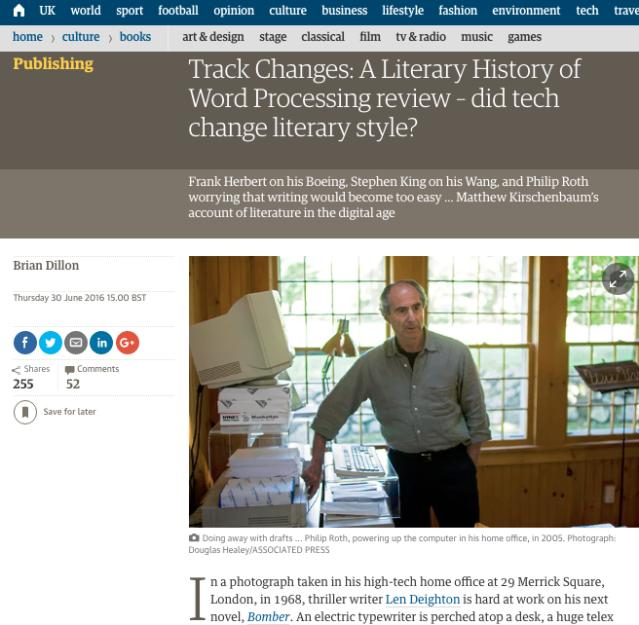 UK world sport football opinion culture business lifestyle fashion environment tech trave
home › culture › books art & design stage classical film tv & radio music games
Publishing
Track Changes: A Literary History of
Word Processing review – did tech
change literary style?
Frank Herbert on his Boeing, Stephen King on his Wang, and Philip Roth
worrying that writing would become too easy ... Matthew Kirschenbaum's
account of literature in the digital age
Brian Dillon
Thursday 30 June 2016 15.00 BST
f in G+
Shares
255
Comments
52
Save for later
Doing away with drafts ... Philip Roth, powering up the computer in his home office, in 2005. Photograph:
Douglas Healey/ASSOCIATED PRESS
In a photograph taken in his high-tech home office at 29 Merrick Square,
London, in 1968, thriller writer Len Deighton is hard at work on his next
novel, Bomber. An electric typewriter is perched atop a desk, a huge telex